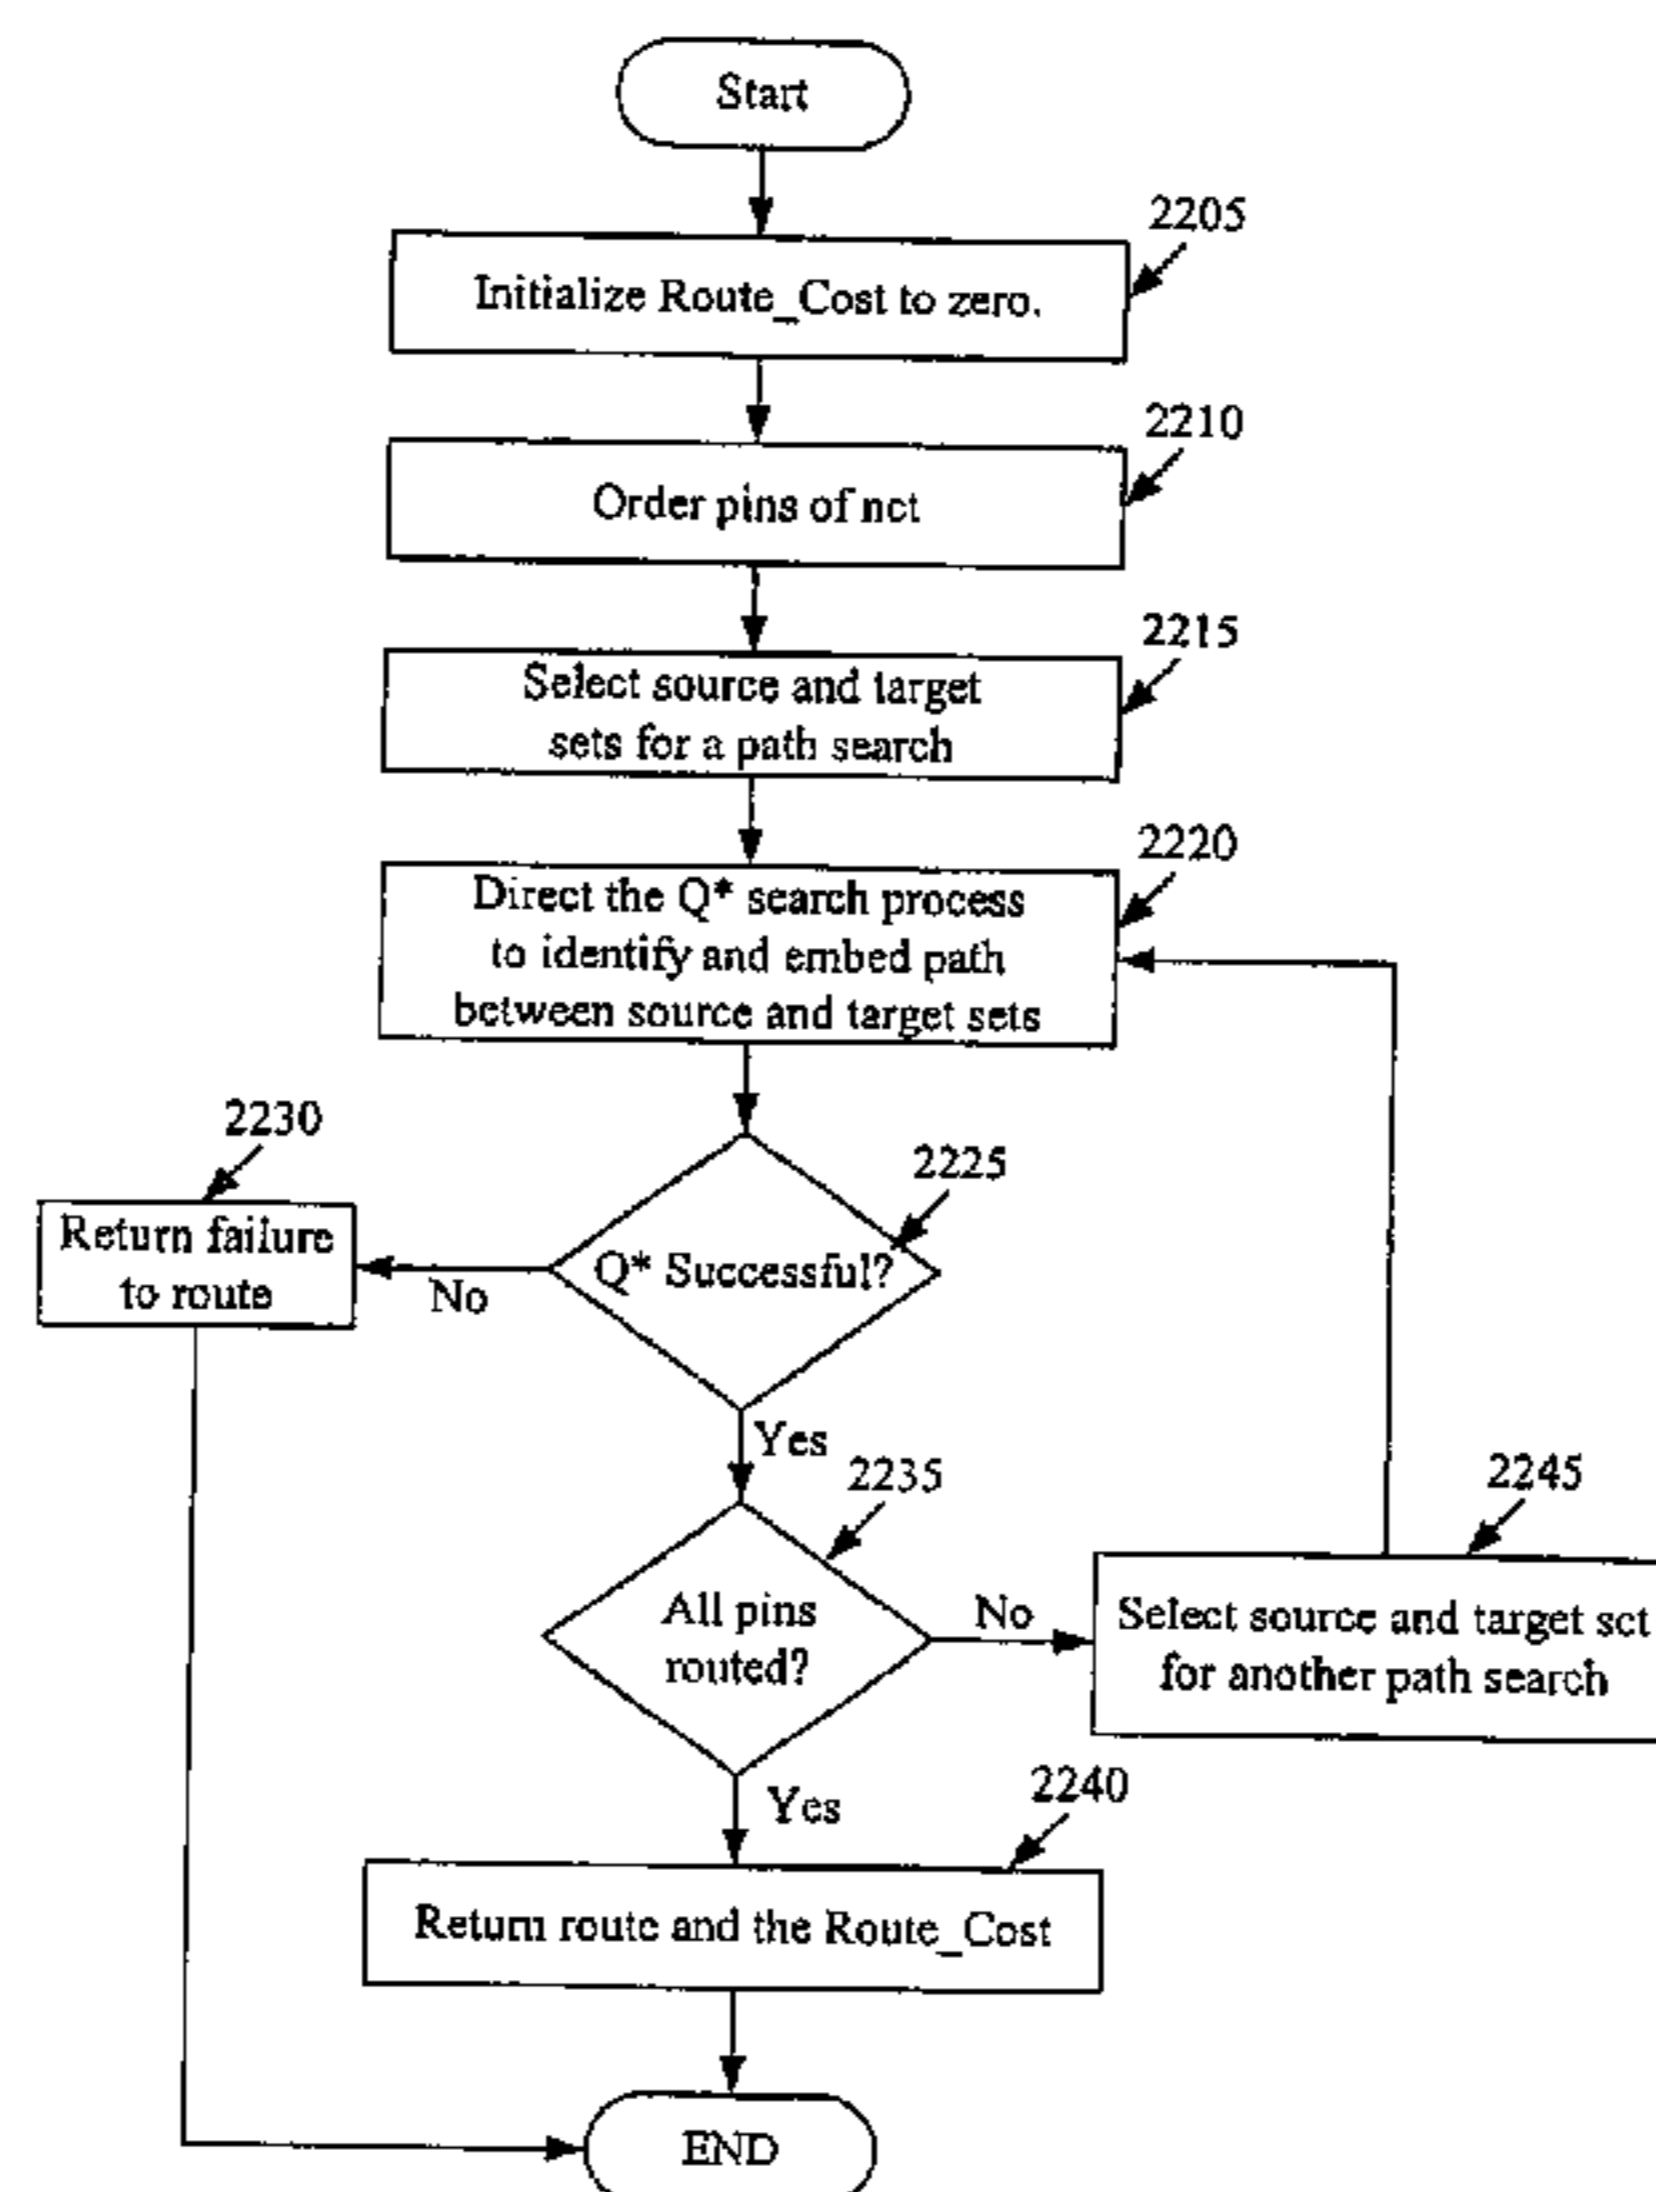 Start
2205
Initialize Route_Cost to zero.
2210
Order pins of net
2215
Select source and target
sets for a path search
2220
Direct the Q* search process
to identify and embed path
between source and target sets
2230
2225
Return failure
to route
No
Q* Successful?
Yes
2235
2245
All pins
routed?
No
Select source and target set
for another path search
Yes
2240
Return route and the Route_Cost
END